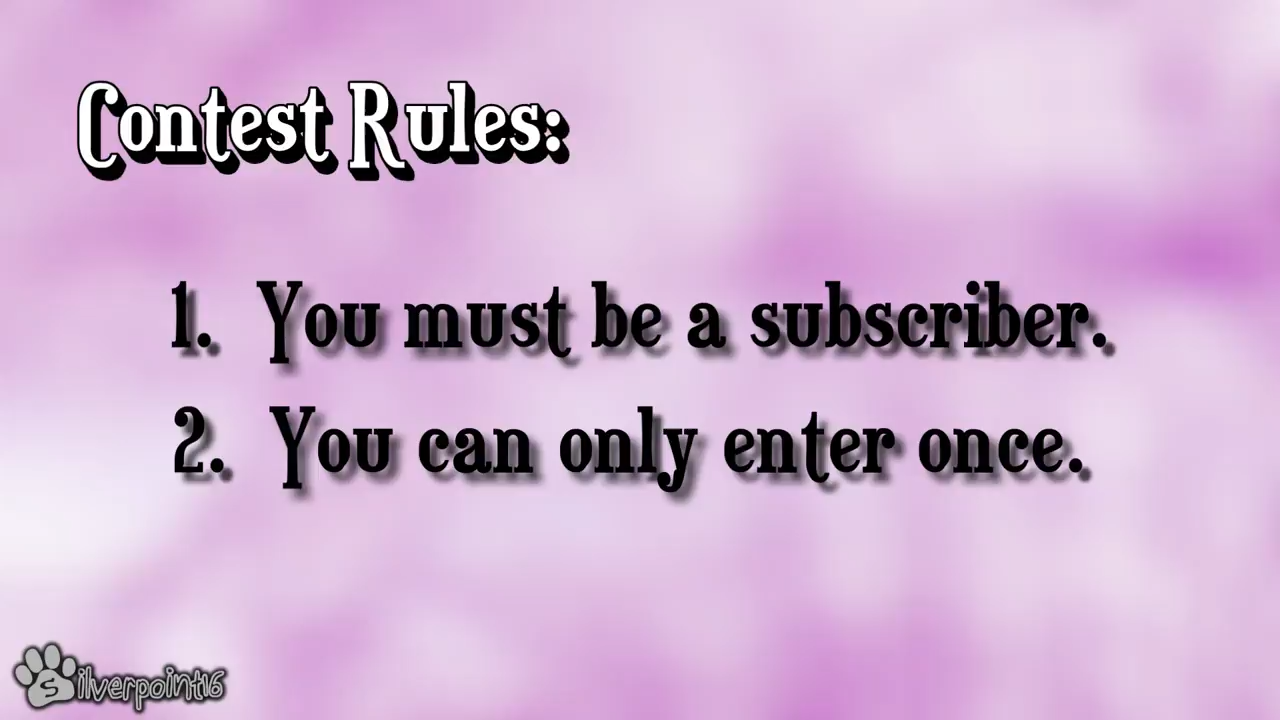 Contest Rules:
1. You must be a subscriber.
2. You can only enter once.
Silverpoint16